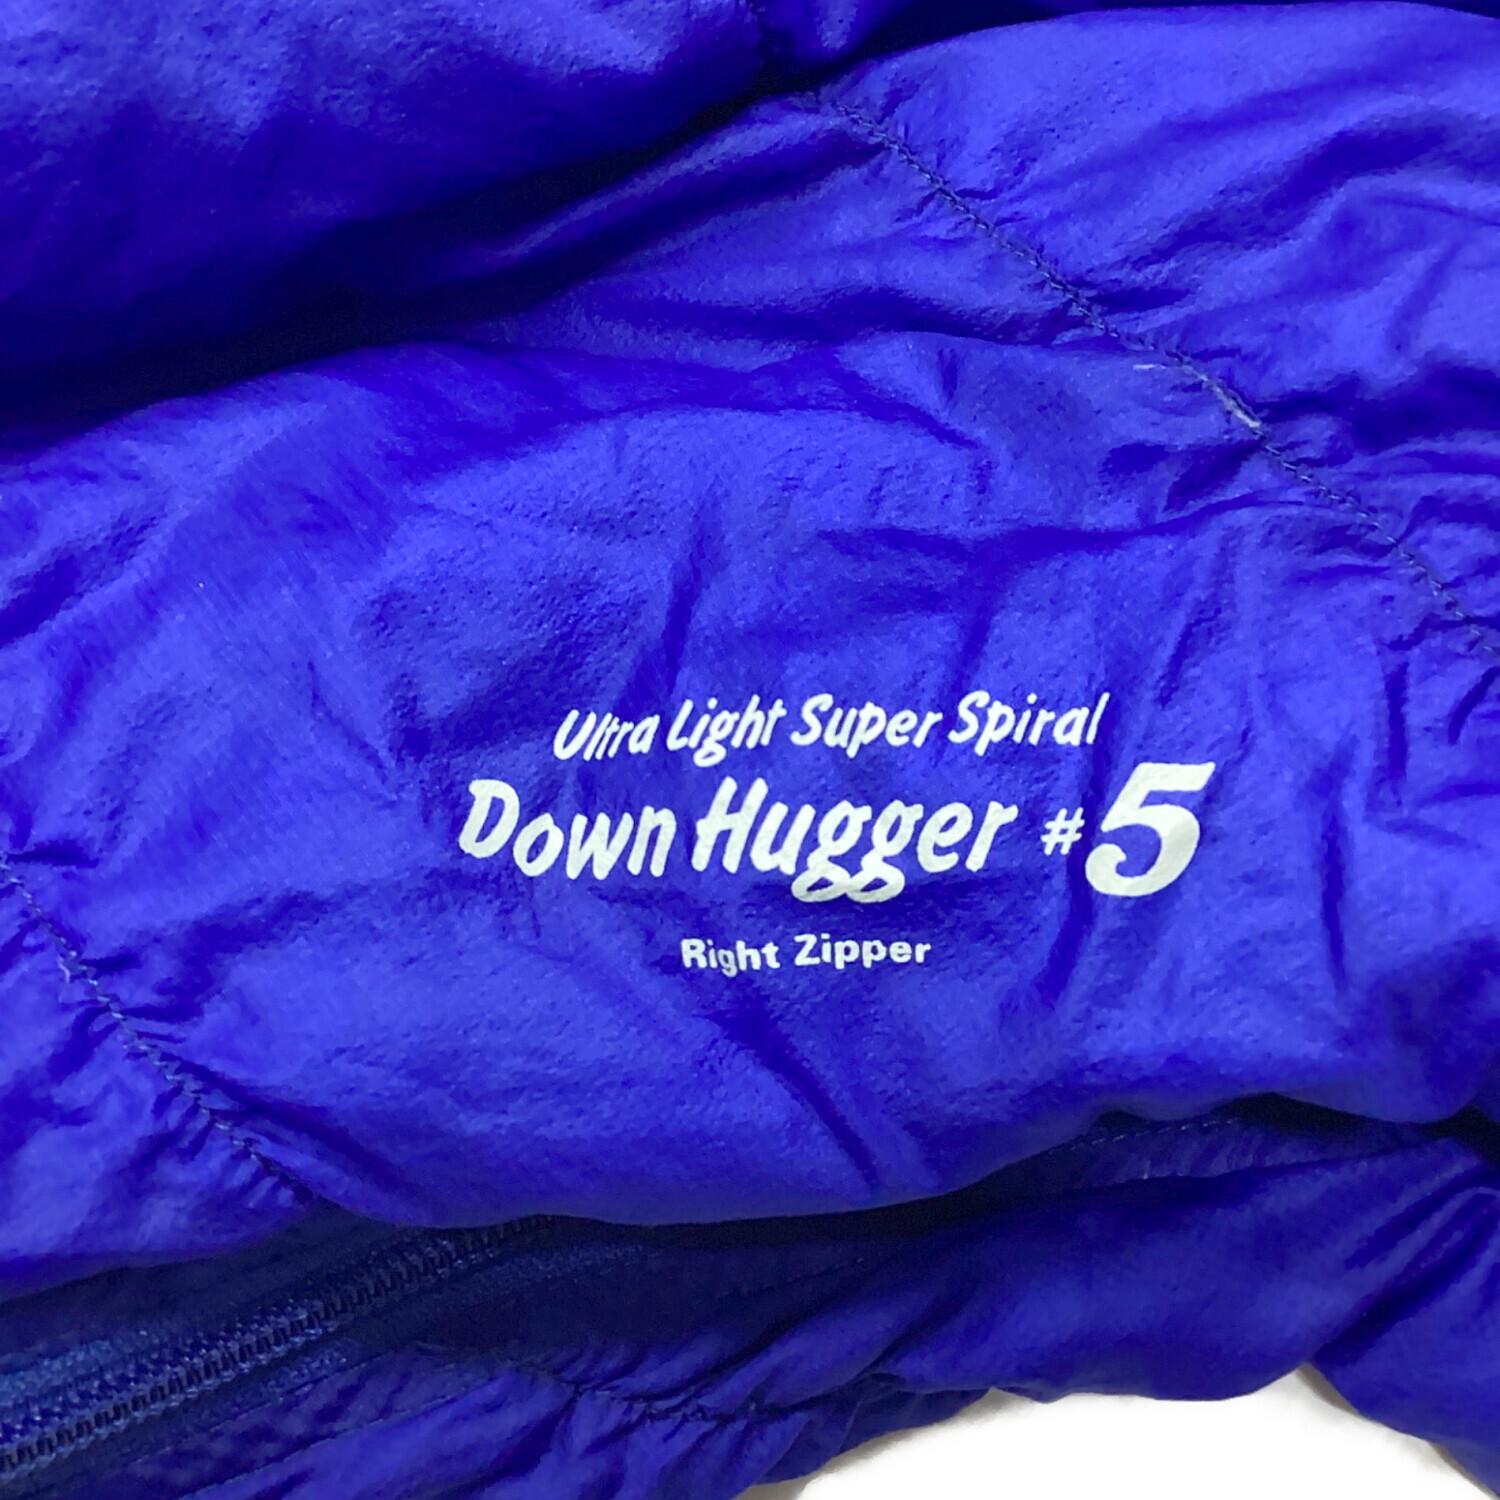 Ultra Light Super Spiral
Down Hugger #5
Right Zipper